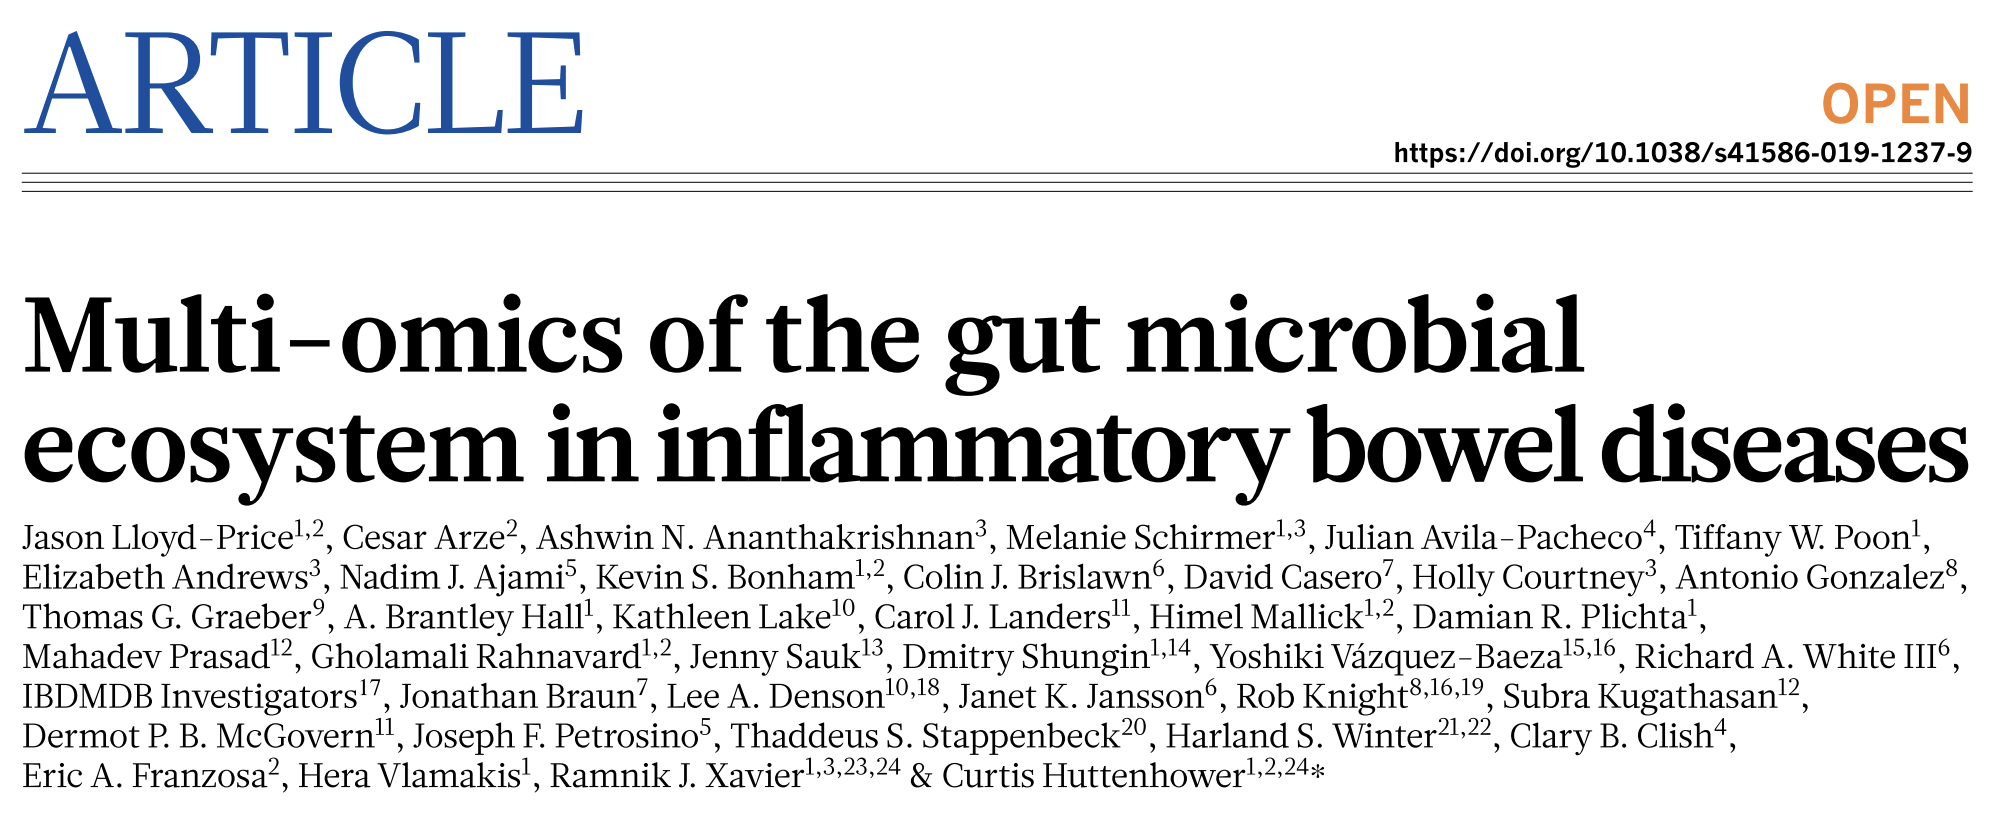 ARTICLE
OPEN
https://doi.org/10.1038/s41586-019-1237-9
Multi-omics of the gut microbial
ecosystem in inflammatory bowel diseases
Jason Lloyd-Price1,2, Cesar Arze2, Ashwin N. Ananthakrishnan3, Melanie Schirmer1,3, Julian Avila-Pacheco4, Tiffany W. Poon1,
Elizabeth Andrews3, Nadim J. Ajami5, Kevin S. Bonham1,2, Colin J. Brislawn6, David Casero7, Holly Courtney3, Antonio Gonzalez8,
Thomas G. Graeber9, A. Brantley Hall1, Kathleen Lake10, Carol J. Landers11, Himel Mallick1,2, Damian R. Plichta1,
Mahadev Prasad12, Gholamali Rahnavard1,2, Jenny Sauk13, Dmitry Shungin1,14, Yoshiki Vázquez-Baeza15,16, Richard A. White III6,
IBDMDB Investigators17, Jonathan Braun7, Lee A. Denson10,18, Janet K. Jansson6, Rob Knight8,16,19, Subra Kugathasan12,
Dermot P. B. McGovern11, Joseph F. Petrosino5, Thaddeus S. Stappenbeck20, Harland S. Winter21,22, Clary B. Clish4,
Eric A. Franzosa2, Hera Vlamakis1, Ramnik J. Xavier1,3,23,24 & Curtis Huttenhower1,2,24*